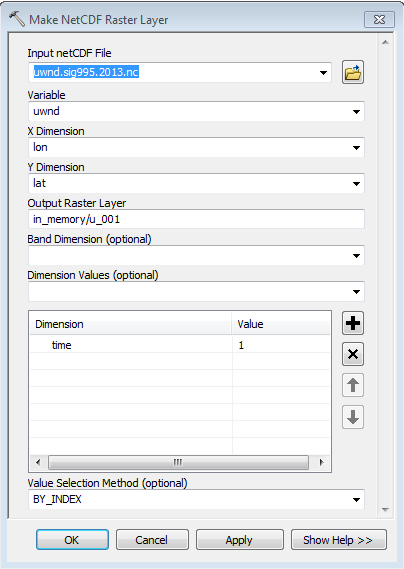 Make NetCDF Raster Layer
Input netCDF File
uwnd.sig995.2013.nc
Variable
uwnd
X Dimension
lon
Y Dimension
lat
Output Raster Layer
in_memory/u_001
Band Dimension (optional)
Dimension Values (optional)
Dimension Value
time 1
Value Selection Method (optional)
BY_INDEX
OK Cancel Apply Show Help >>